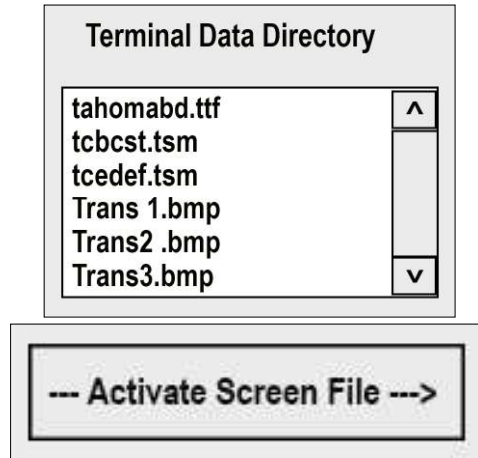 Terminal Data Directory
tahomabd.ttf
tcbcst.tsm
tcedef.tsm
Trans 1.bmp
Trans2 .bmp
Trans3.bmp
--- Activate Screen File --->